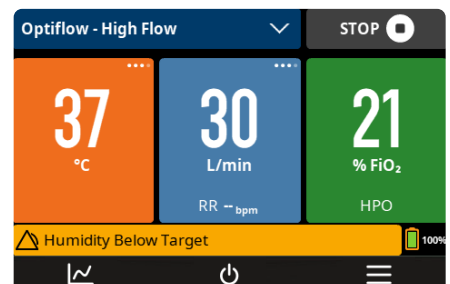 Optiflow - High Flow
STOP
37
°C
30
L/min
RR -- bpm
21
% FiO₂
HPO
Humidity Below Target
100%